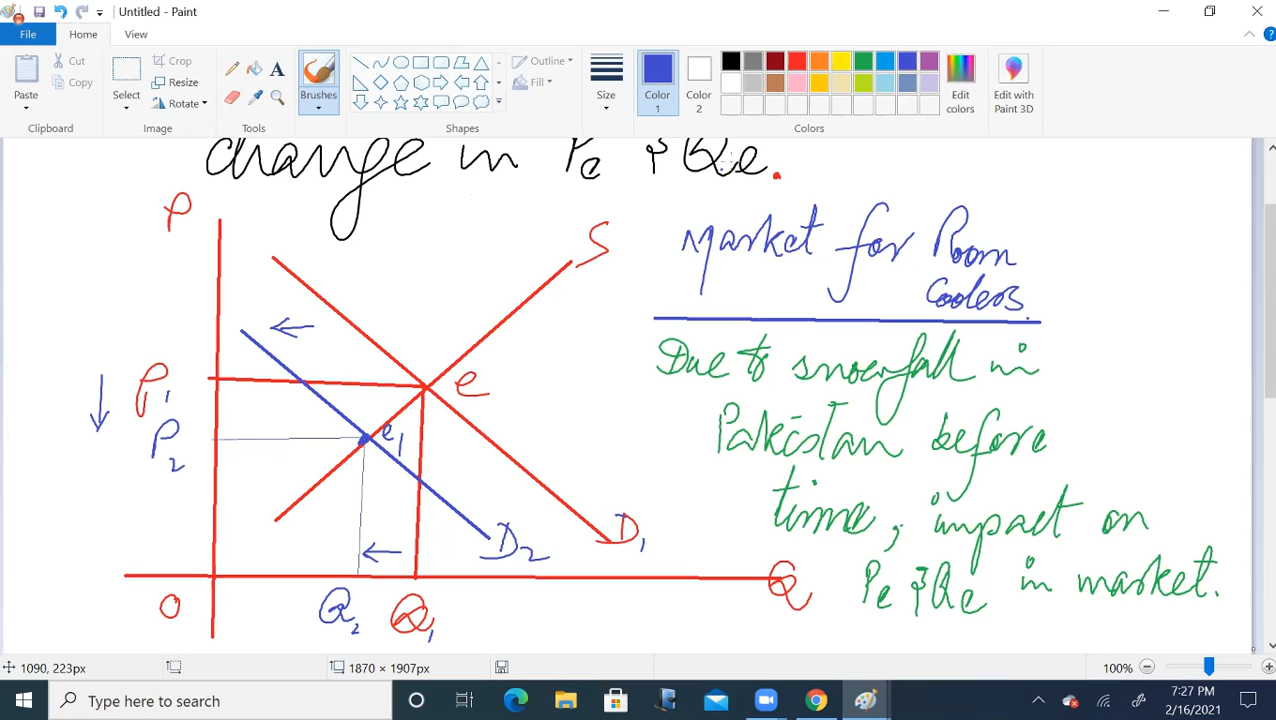 Untitled - Paint
File Home View
Paste
Cut
Copy
Clipboard
Select
Crop
Resize
Rotate
Image
Tools
Brushes
Shapes
Outline
Fill
Size
Color 1
Color 2
Edit colors
Edit with Paint 3D
Colors
change in Pe & Qe.
P
S
P1
e
P2
e1
D2
D1
O
Q2
Q1
Q
Market for Room
Coolers.
Due to snowfall in
Pakistan before
time, impact on
Pe & Qe in market.
1090, 223px
1870 × 1907px
100%
Type here to search
7:27 PM
2/16/2021